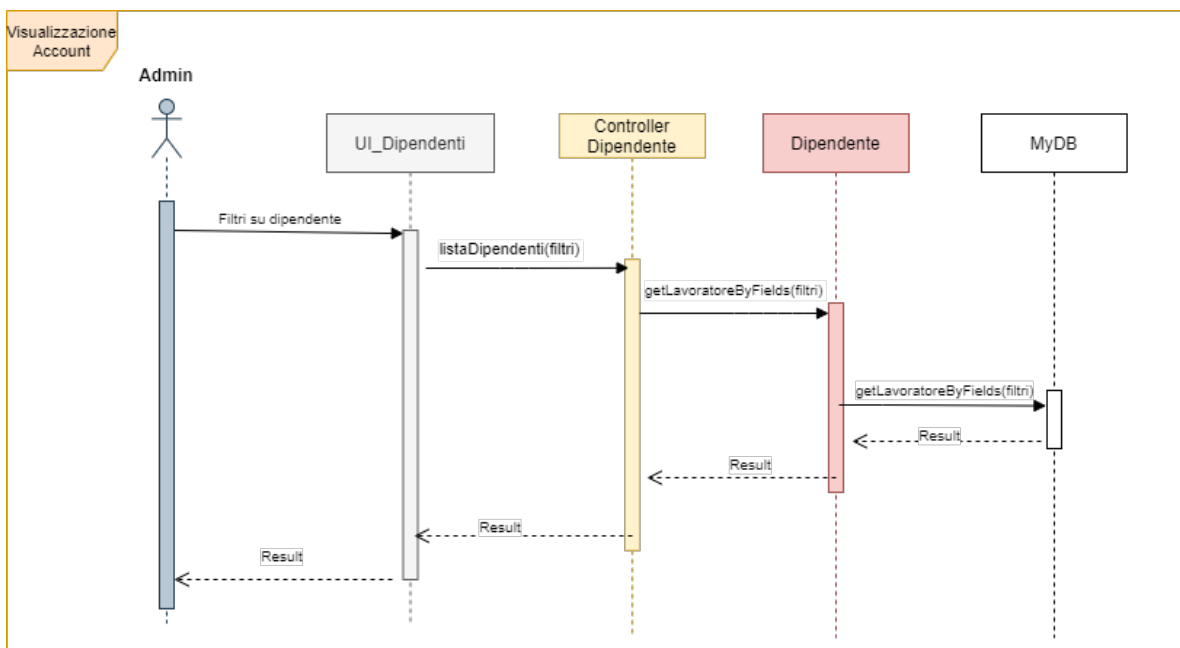 Visualizzazione
Account
Admin
UI_Dipendenti
Controller
Dipendente
Dipendente
MyDB
Filtri su dipendente
listaDipendenti(filtri)
getLavoratoreByFields(filtri)
getLavoratoreByFields(filtri)
Result
Result
Result
Result